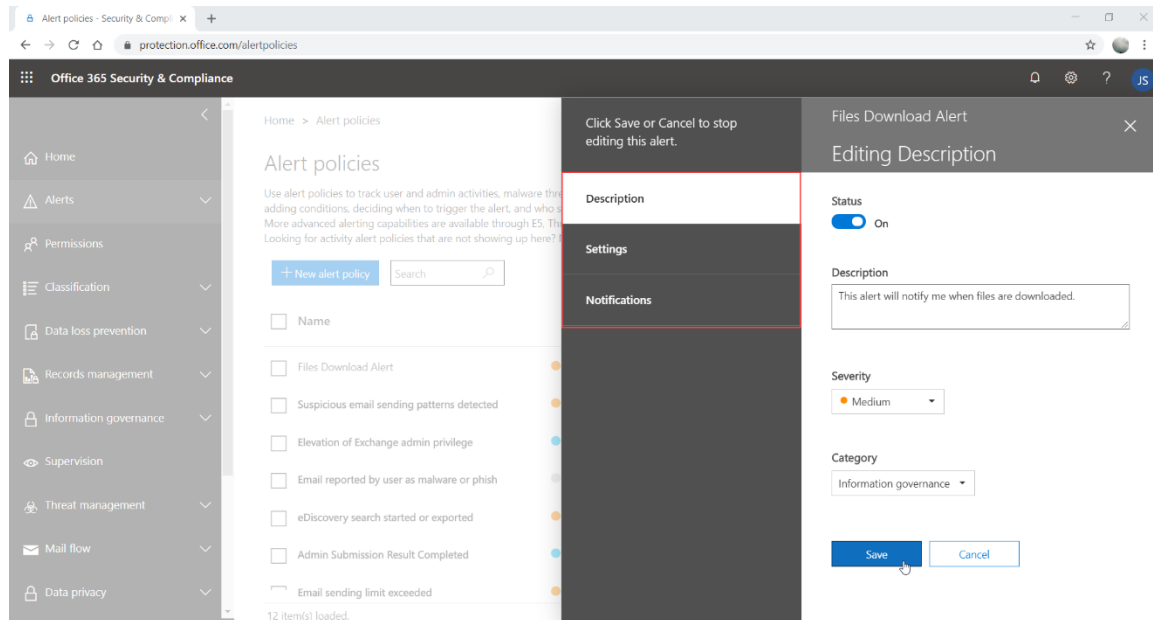 Alert policies - Security & Compli
protection.office.com/alertpolicies
Office 365 Security & Compliance
JS
Home
Alerts
Permissions
Classification
Data loss prevention
Records management
Information governance
Supervision
Threat management
Mail flow
Data privacy
Home > Alert policies
Alert policies
Use alert policies to track user and admin activities, malware thre
adding conditions, deciding when to trigger the alert, and who s
More advanced alerting capabilities are available through E5. Th
Looking for activity alert policies that are not showing up here?
+ New alert policy
Search
Name
Files Download Alert
Suspicious email sending patterns detected
Elevation of Exchange admin privilege
Email reported by user as malware or phish
eDiscovery search started or exported
Admin Submission Result Completed
Email sending limit exceeded
12 item(s) loaded.
Click Save or Cancel to stop
editing this alert.
Description
Settings
Notifications
Files Download Alert
Editing Description
Status
On
Description
This alert will notify me when files are downloaded.
Severity
Medium
Category
Information governance
Save
Cancel